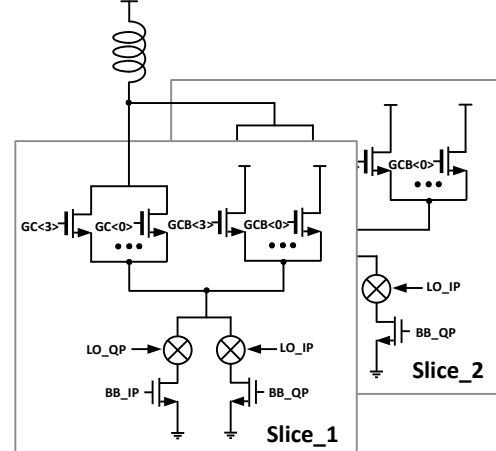 GCB<0>
GC<3>
GC<0>
GCB<3>
GCB<0>
LO_IP
BB_QP
Slice_2
LO_QP
LO_IP
BB_IP
BB_QP
Slice_1